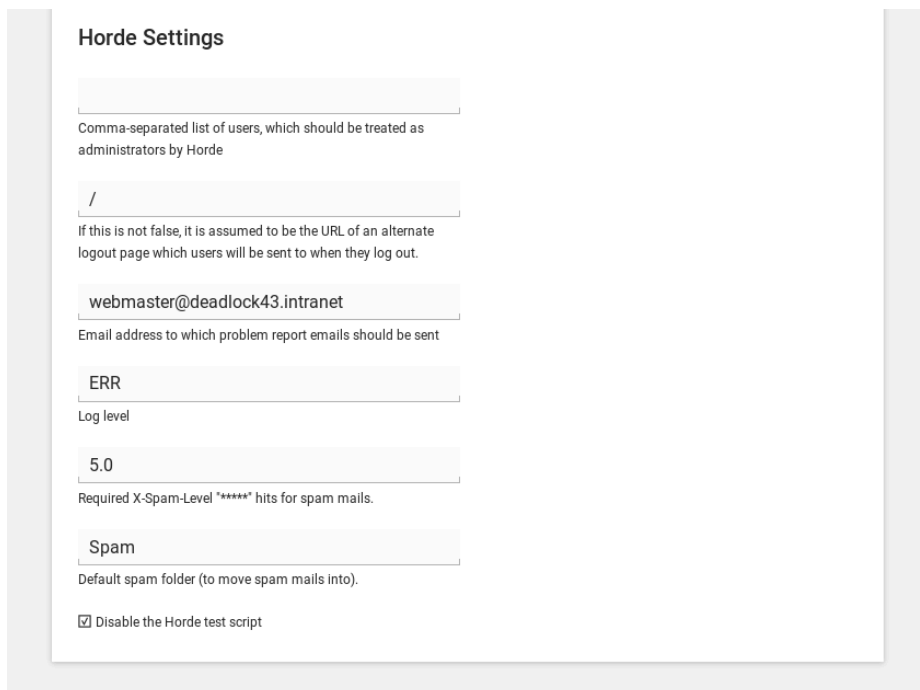 Horde Settings
Comma-separated list of users, which should be treated as
administrators by Horde
/
If this is not false, it is assumed to be the URL of an alternate
logout page which users will be sent to when they log out.
webmaster@deadlock43.intranet
Email address to which problem report emails should be sent
ERR
Log level
5.0
Required X-Spam-Level "*****" hits for spam mails.
Spam
Default spam folder (to move spam mails into).
Disable the Horde test script